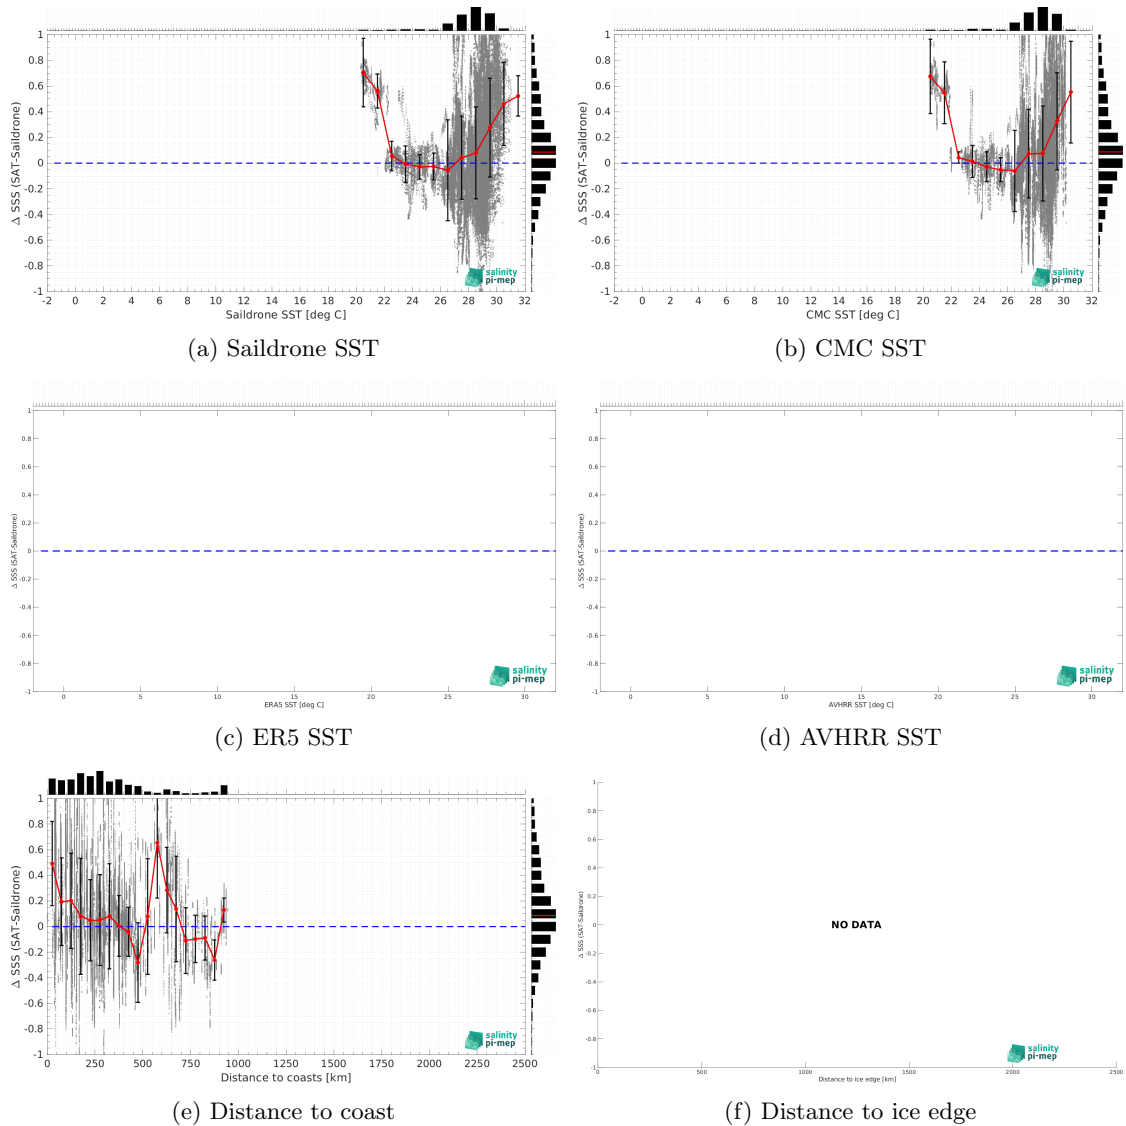 1
0.8
0.6
0.4
0.2
0
-0.2
-0.4
-0.6
-0.8
-1
Δ SSS (SAT-Saildrone)
-2 0 2 4 6 8 10 12 14 16 18 20 22 24 26 28 30 32
Saildrone SST [deg C]
salinity
pi-mep
(a) Saildrone SST
1
0.8
0.6
0.4
0.2
0
-0.2
-0.4
-0.6
-0.8
-1
Δ SSS (SAT-Saildrone)
-2 0 2 4 6 8 10 12 14 16 18 20 22 24 26 28 30 32
CMC SST [deg C]
salinity
pi-mep
(b) CMC SST
1
0.8
0.6
0.4
0.2
0
-0.2
-0.4
-0.6
-0.8
-1
Δ SSS (SAT-Saildrone)
0 5 10 15 20 25 30
ERA5 SST [deg C]
salinity
pi-mep
(c) ER5 SST
1
0.8
0.6
0.4
0.2
0
-0.2
-0.4
-0.6
-0.8
-1
Δ SSS (SAT-Saildrone)
0 5 10 15 20 25 30
AVHRR SST [deg C]
salinity
pi-mep
(d) AVHRR SST
1
0.8
0.6
0.4
0.2
0
-0.2
-0.4
-0.6
-0.8
-1
Δ SSS (SAT-Saildrone)
0 250 500 750 1000 1250 1500 1750 2000 2250 2500
Distance to coasts [km]
salinity
pi-mep
(e) Distance to coast
1
0.8
0.6
0.4
0.2
0
-0.2
-0.4
-0.6
-0.8
-1
Δ SSS (SAT-Saildrone)
NO DATA
0 500 1000 1500 2000 2500
Distance to ice edge [km]
salinity
pi-mep
(f) Distance to ice edge